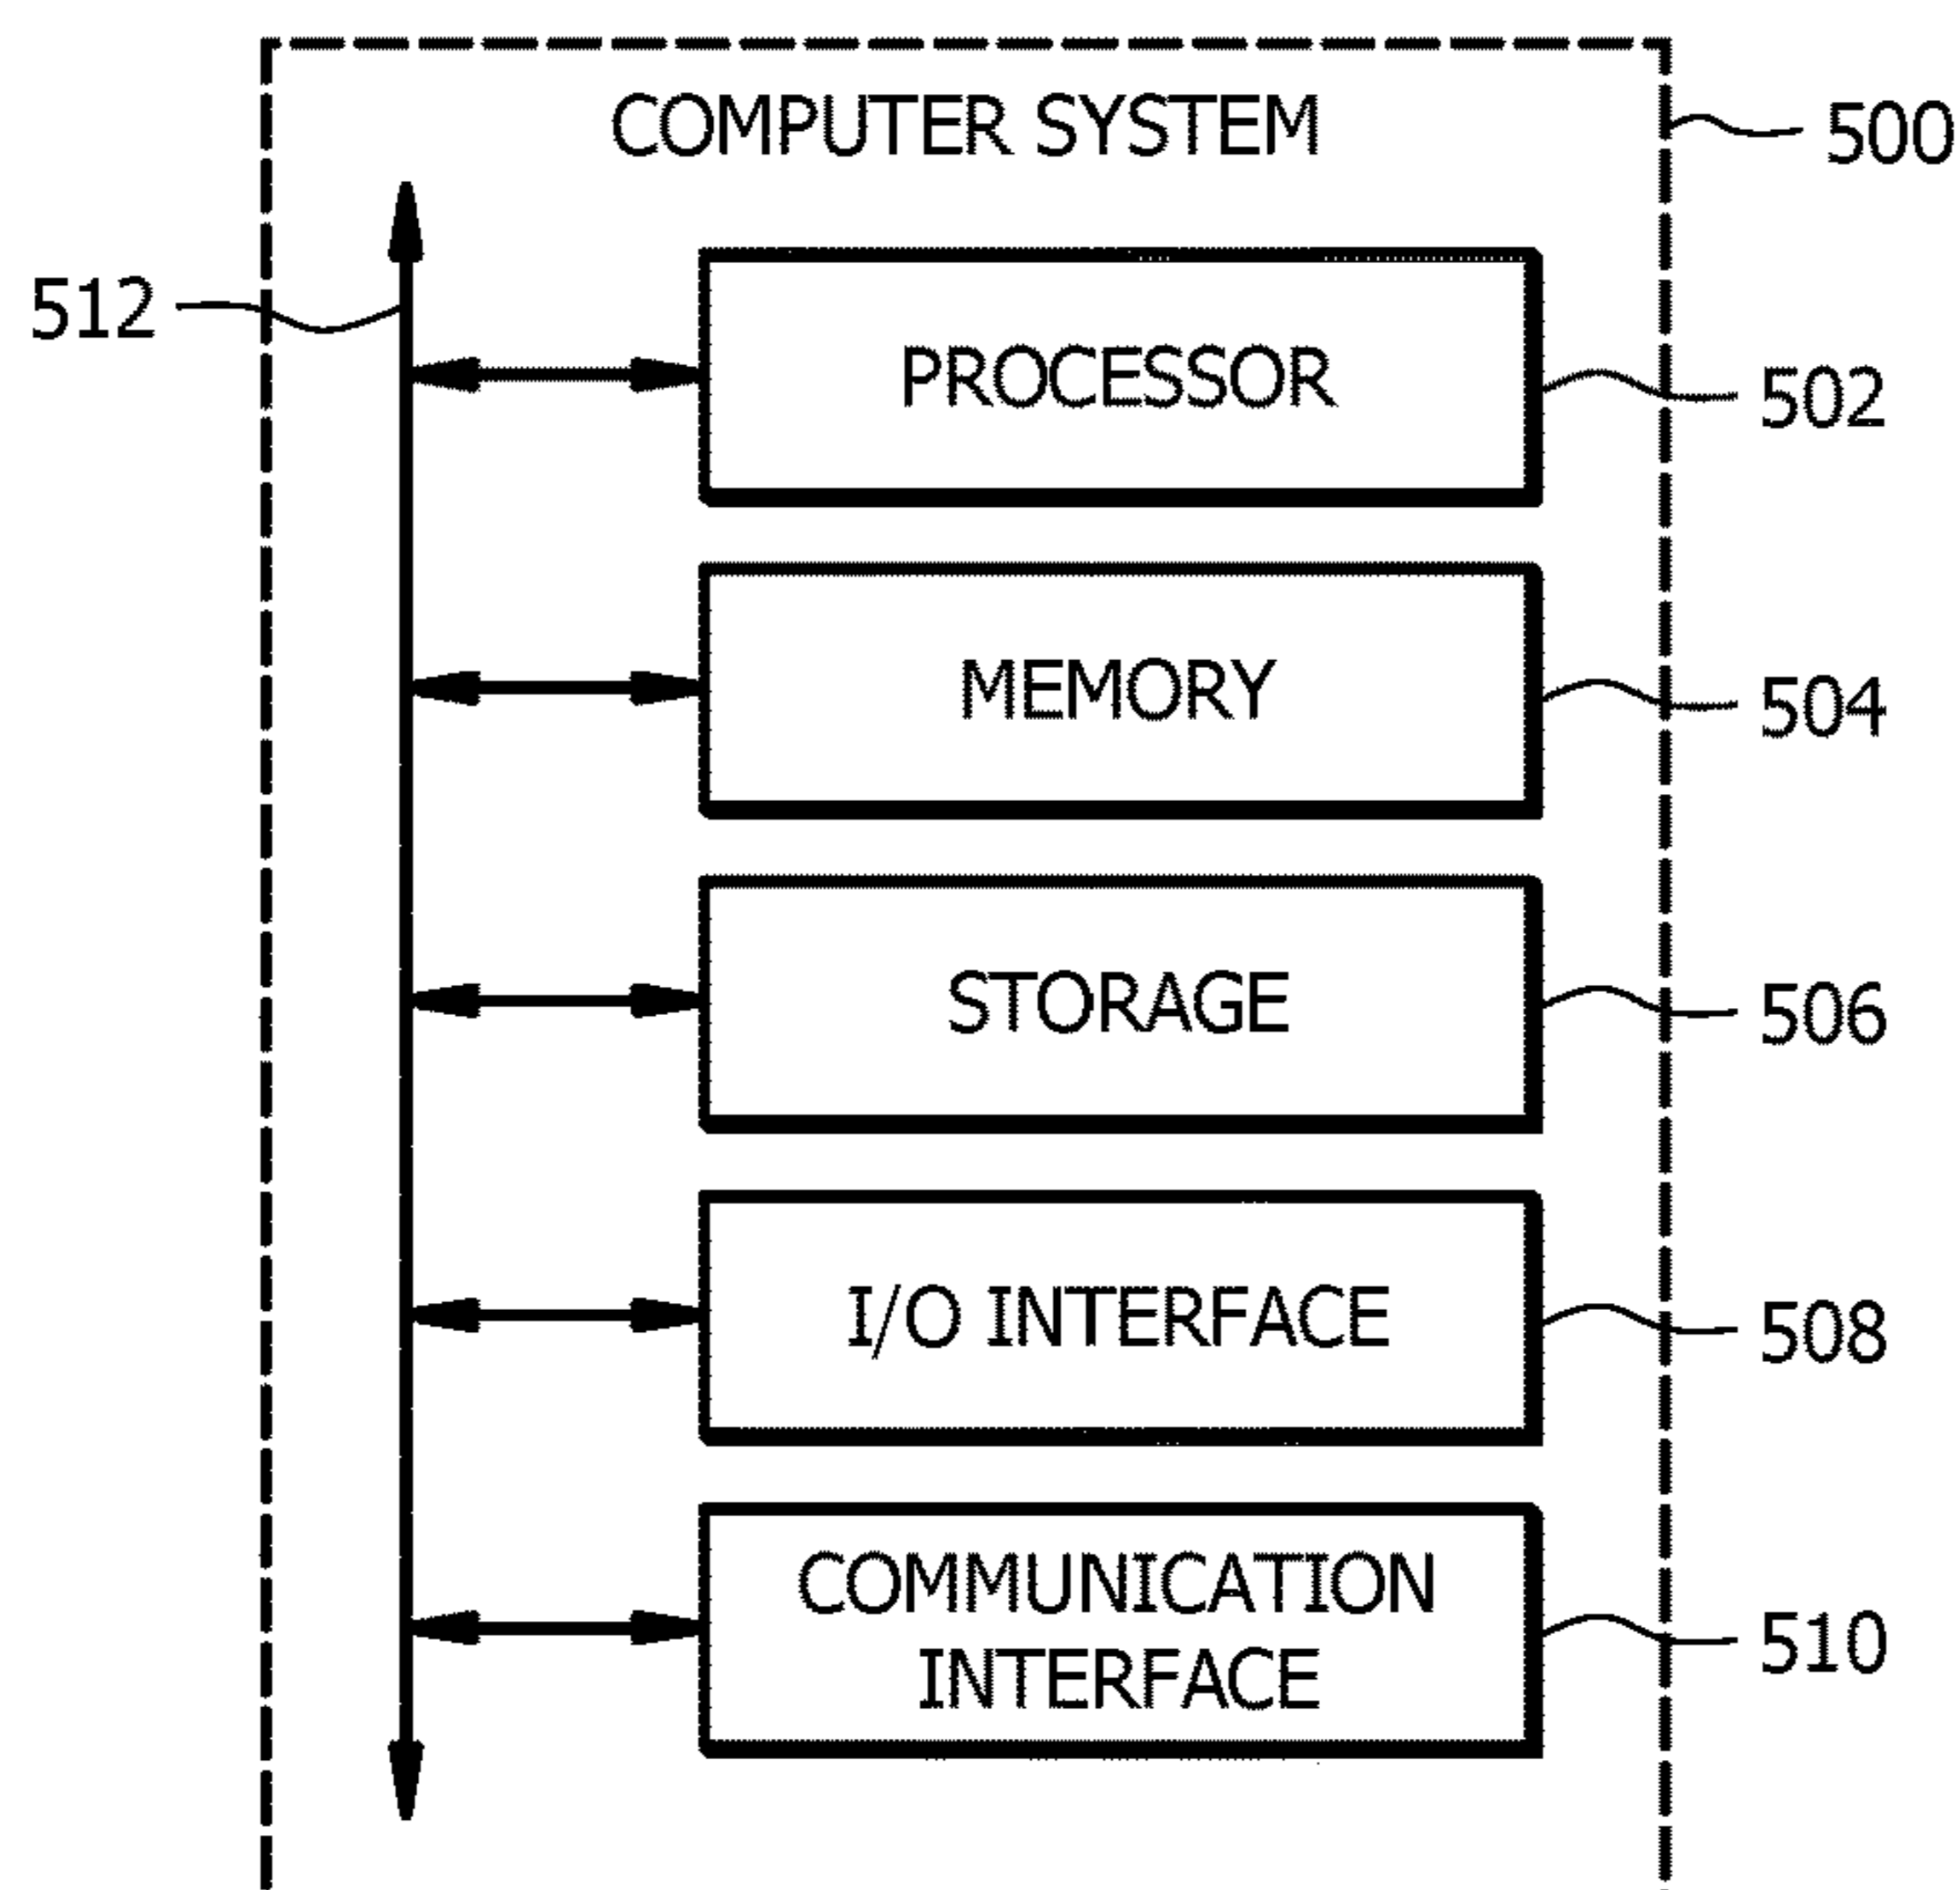 COMPUTER SYSTEM
500
512
PROCESSOR
502
MEMORY
504
STORAGE
506
I/O INTERFACE
508
COMMUNICATION
INTERFACE
510